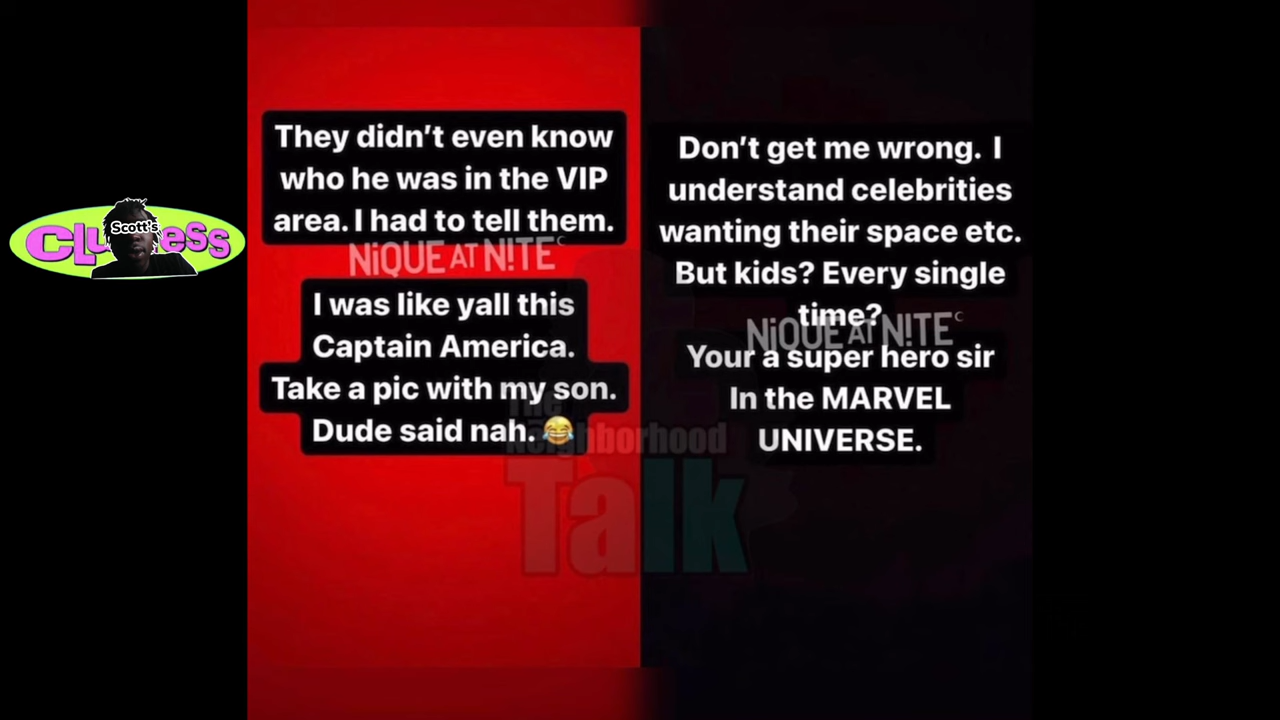 They didn't even know
who he was in the VIP
area. I had to tell them.
NiQUE AT N!TE
I was like yall this
Captain America.
Take a pic with my son.
Dude said nah. 😂
Don't get me wrong. I
understand celebrities
wanting their space etc.
But kids? Every single
time?
NiQUE AT N!TE
Your a super hero sir
In the MARVEL
UNIVERSE.
The
Neighborhood
Talk
Scott's